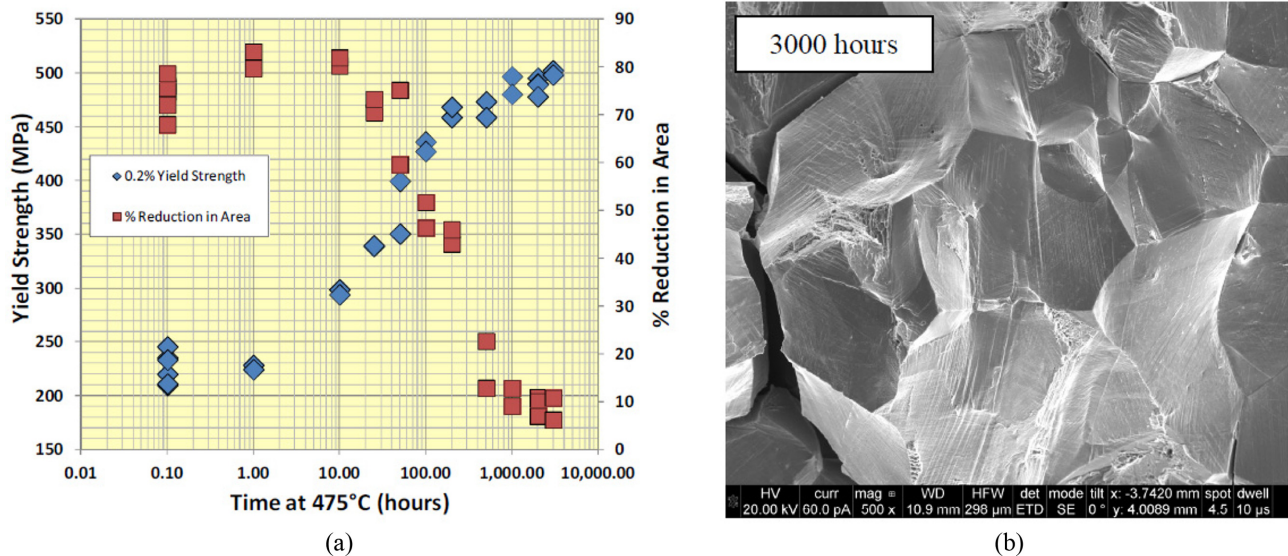 Yield Strength (MPa)
550
500
450
400
350
300
250
200
150
0.2% Yield Strength
% Reduction in Area
90
80
70
60
50
40
30
20
10
0
% Reduction in Area
0.01 0.10 1.00 10.00 100.00 1,000.00 10,000.00
Time at 475°C (hours)
(a)
3000 hours
HV curr mag WD HFW det mode tilt x: -3.7420 mm spot dwell
20.00 kV 60.0 pA 500 x 10.9 mm 298 µm ETD SE 0 ° y: 4.0089 mm 4.5 10 µs
(b)